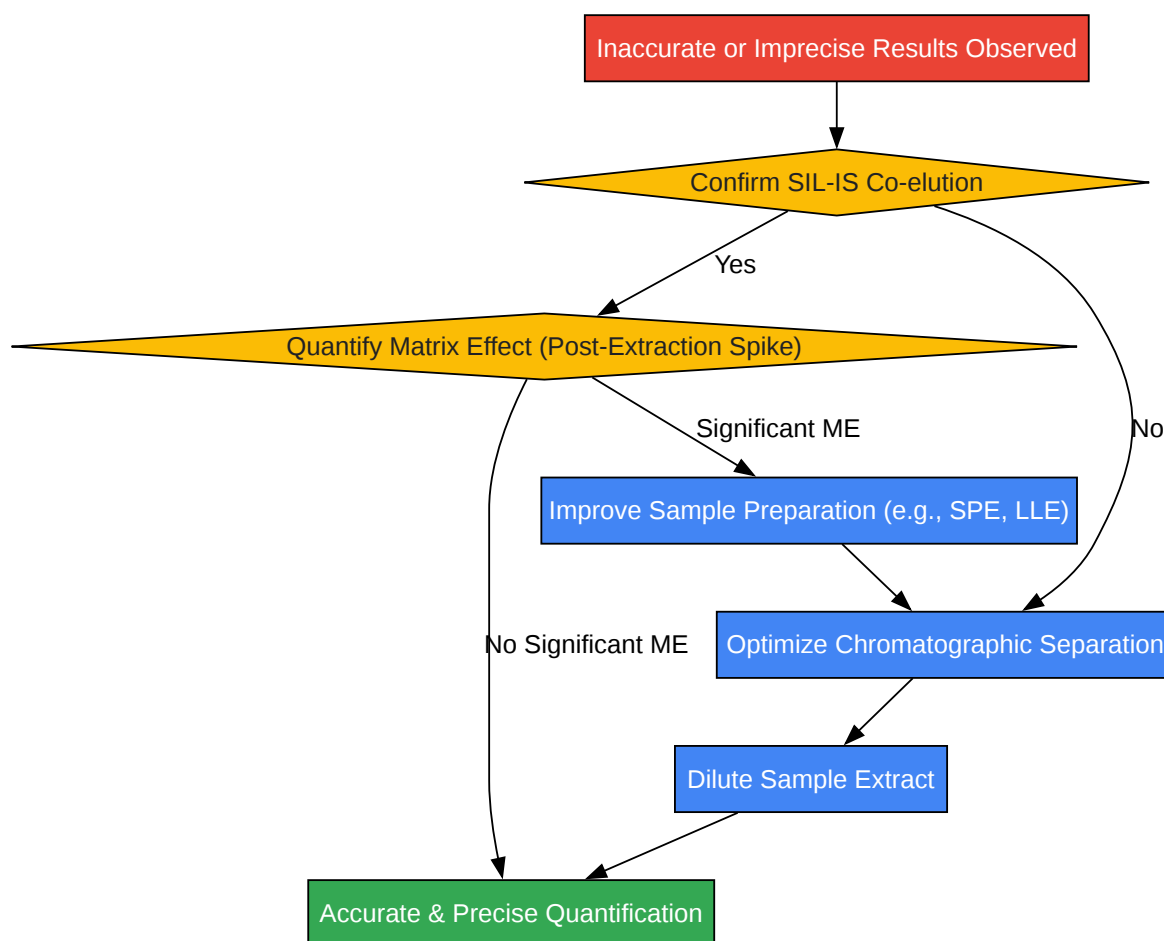 Inaccurate or Imprecise Results Observed
Confirm SIL-IS Co-elution
Yes
Quantify Matrix Effect (Post-Extraction Spike)
Significant ME
No
Improve Sample Preparation (e.g., SPE, LLE)
No Significant ME
Optimize Chromatographic Separation
Dilute Sample Extract
Accurate & Precise Quantification